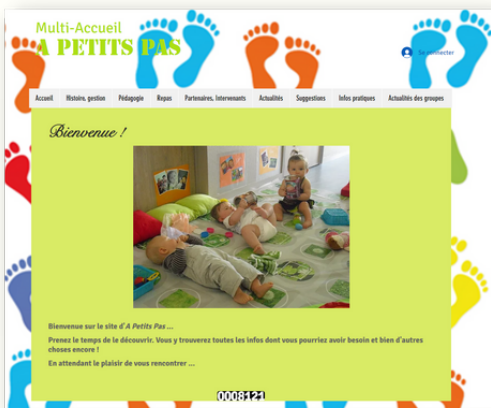 Multi-Accueil
A PETITS PAS
Se connecter
Accueil Histoire, gestion Pédagogie Repas Partenaires, Intervenants Actualités Suggestions Infos pratiques Actualités des groupes
Bienvenue !
Bienvenue sur le site d'A Petits Pas ...
Prenez le temps de le découvrir. Vous y trouverez toutes les infos dont vous pourriez avoir besoin et bien d'autres
choses encore !
En attendant le plaisir de vous rencontrer ...
0008121